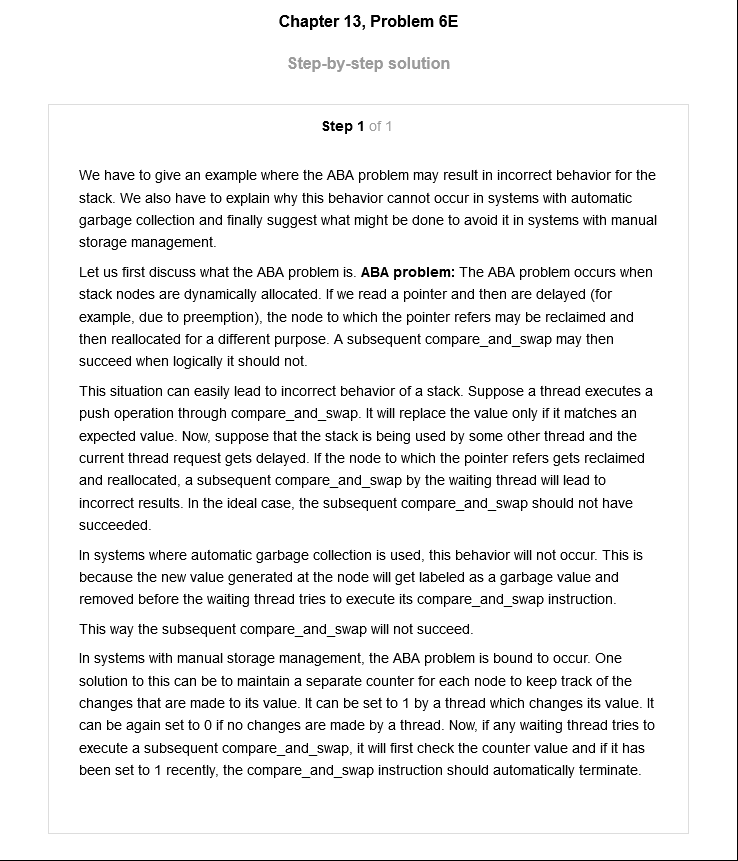 Chapter 13, Problem 6E
Step-by-step solution
Step 1 of 1
We have to give an example where the ABA problem may result in incorrect behavior for the
stack. We also have to explain why this behavior cannot occur in systems with automatic
garbage collection and finally suggest what might be done to avoid it in systems with manual
storage management.
Let us first discuss what the ABA problem is. ABA problem: The ABA problem occurs when
stack nodes are dynamically allocated. If we read a pointer and then are delayed (for
example, due to preemption), the node to which the pointer refers may be reclaimed and
then reallocated for a different purpose. A subsequent compare_and_swap may then
succeed when logically it should not.
This situation can easily lead to incorrect behavior of a stack. Suppose a thread executes a
push operation through compare_and_swap. It will replace the value only if it matches an
expected value. Now, suppose that the stack is being used by some other thread and the
current thread request gets delayed. If the node to which the pointer refers gets reclaimed
and reallocated, a subsequent compare_and_swap by the waiting thread will lead to
incorrect results. In the ideal case, the subsequent compare_and_swap should not have
succeeded.
In systems where automatic garbage collection is used, this behavior will not occur. This is
because the new value generated at the node will get labeled as a garbage value and
removed before the waiting thread tries to execute its compare_and_swap instruction.
This way the subsequent compare_and_swap will not succeed.
In systems with manual storage management, the ABA problem is bound to occur. One
solution to this can be to maintain a separate counter for each node to keep track of the
changes that are made to its value. It can be set to 1 by a thread which changes its value. It
can be again set to 0 if no changes are made by a thread. Now, if any waiting thread tries to
execute a subsequent compare_and_swap, it will first check the counter value and if it has
been set to 1 recently, the compare_and_swap instruction should automatically terminate.